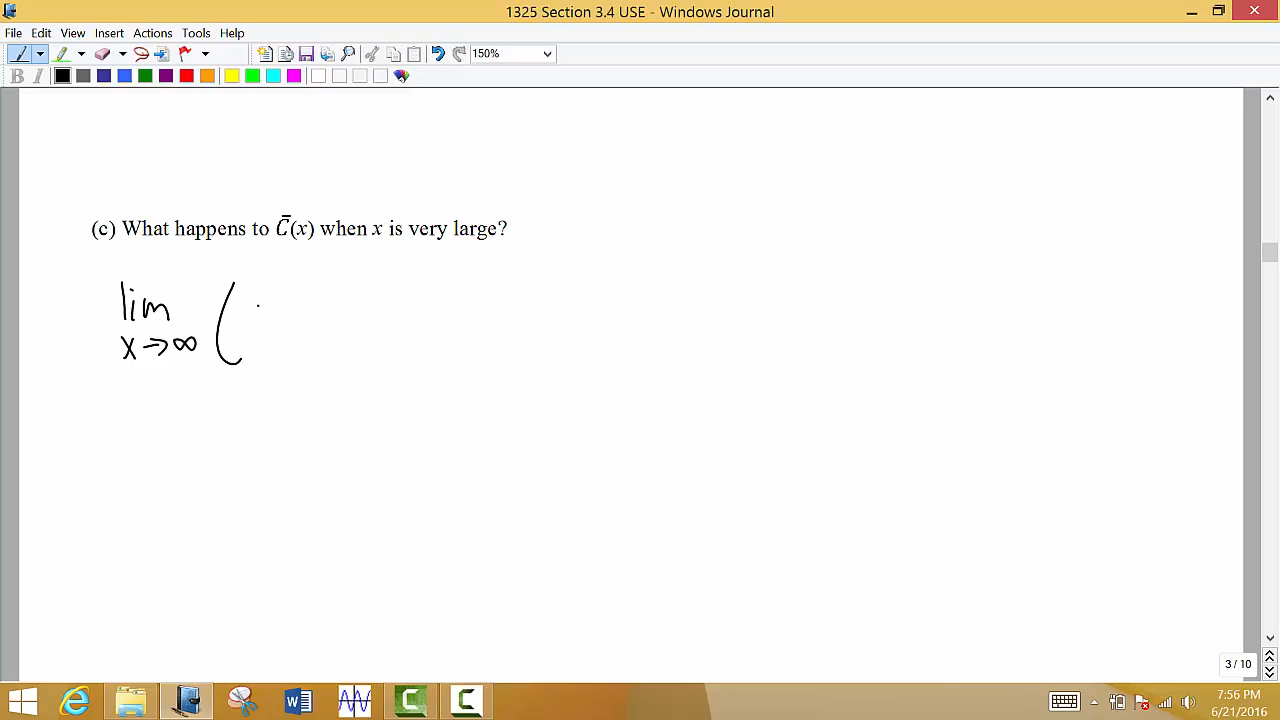 1325 Section 3.4 USE - Windows Journal
File Edit View Insert Actions Tools Help
150%
B I
(c) What happens to C̄(x) when x is very large?
lim (
x→∞
3 / 10
7:56 PM
6/21/2016